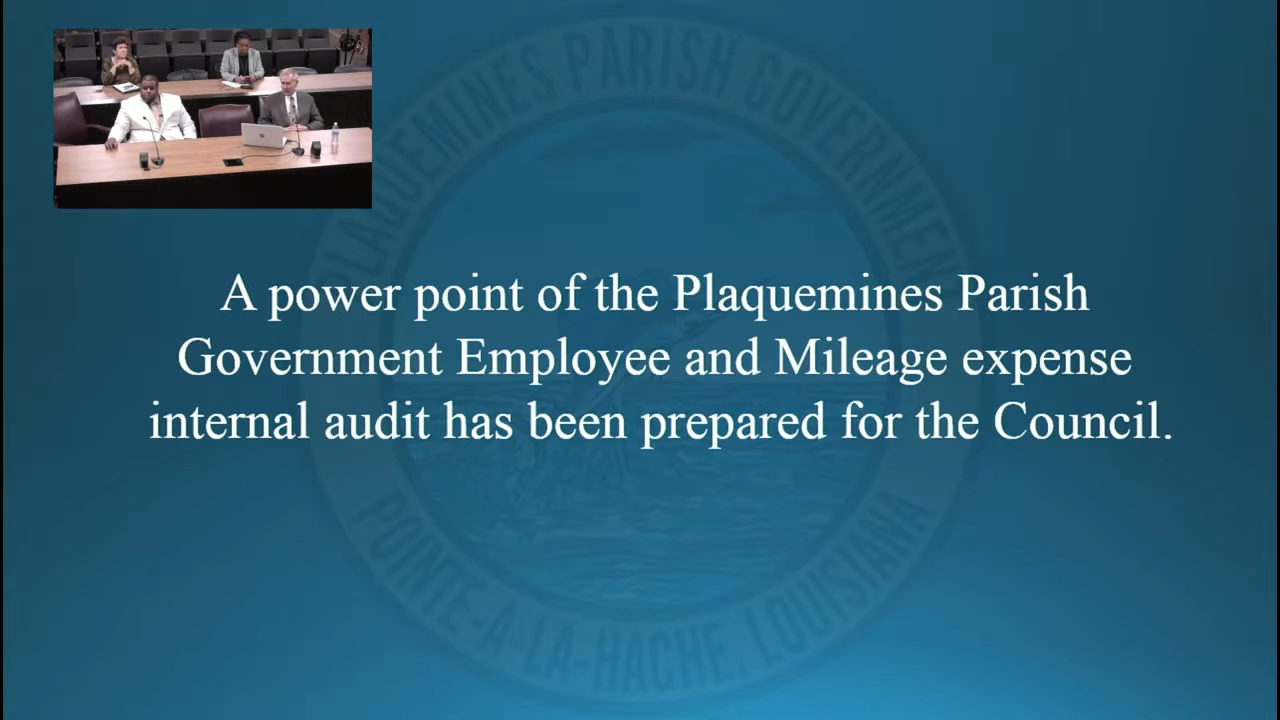 PLAQUEMINES PARISH GOVERNMENT
A power point of the Plaquemines Parish
Government Employee and Mileage expense
internal audit has been prepared for the Council.
POINTE-A-LA-HACHE, LOUISIANA